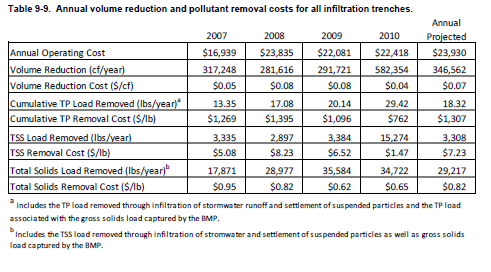 Table 9-9. Annual volume reduction and pollutant removal costs for all infiltration trenches.
2007 2008 2009 2010 Annual Projected
Annual Operating Cost $16,939 $23,835 $22,081 $22,418 $23,930
Volume Reduction (cf/year) 317,248 281,616 291,721 582,354 346,562
Volume Reduction Cost ($/cf) $0.05 $0.08 $0.08 $0.04 $0.07
Cumulative TP Load Removed (lbs/year)a 13.35 17.08 20.14 29.42 18.32
Cumulative TP Removal Cost ($/lb) $1,269 $1,395 $1,096 $762 $1,307
TSS Load Removed (lbs/year) 3,335 2,897 3,384 15,274 3,308
TSS Removal Cost ($/lb) $5.08 $8.23 $6.52 $1.47 $7.23
Total Solids Load Removed (lbs/year)b 17,871 28,977 35,584 34,722 29,217
Total Solids Removal Cost ($/lb) $0.95 $0.82 $0.62 $0.65 $0.82
a Includes the TP load removed through infiltration of stormwater runoff and settlement of suspended particles and the TP load
associated with the gross solids load captured by the BMP.
b Includes the TSS load removed through infiltration of stromwater and settlement of suspended particles as well as gross solids
load captured by the BMP.